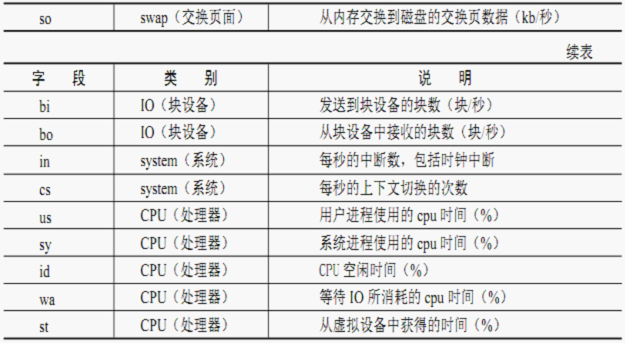 so swap（交换页面） 从内存交换到磁盘的交换页数据（kb/秒）
续表
字 段 类 别 说 明
bi IO（块设备） 发送到块设备的块数（块/秒）
bo IO（块设备） 从块设备中接收的块数（块/秒）
in system（系统） 每秒的中断数，包括时钟中断
cs system（系统） 每秒的上下文切换的次数
us CPU（处理器） 用户进程使用的 cpu 时间（%）
sy CPU（处理器） 系统进程使用的 cpu 时间（%）
id CPU（处理器） CPU 空闲时间（%）
wa CPU（处理器） 等待 IO 所消耗的 cpu 时间（%）
st CPU（处理器） 从虚拟设备中获得的时间（%）